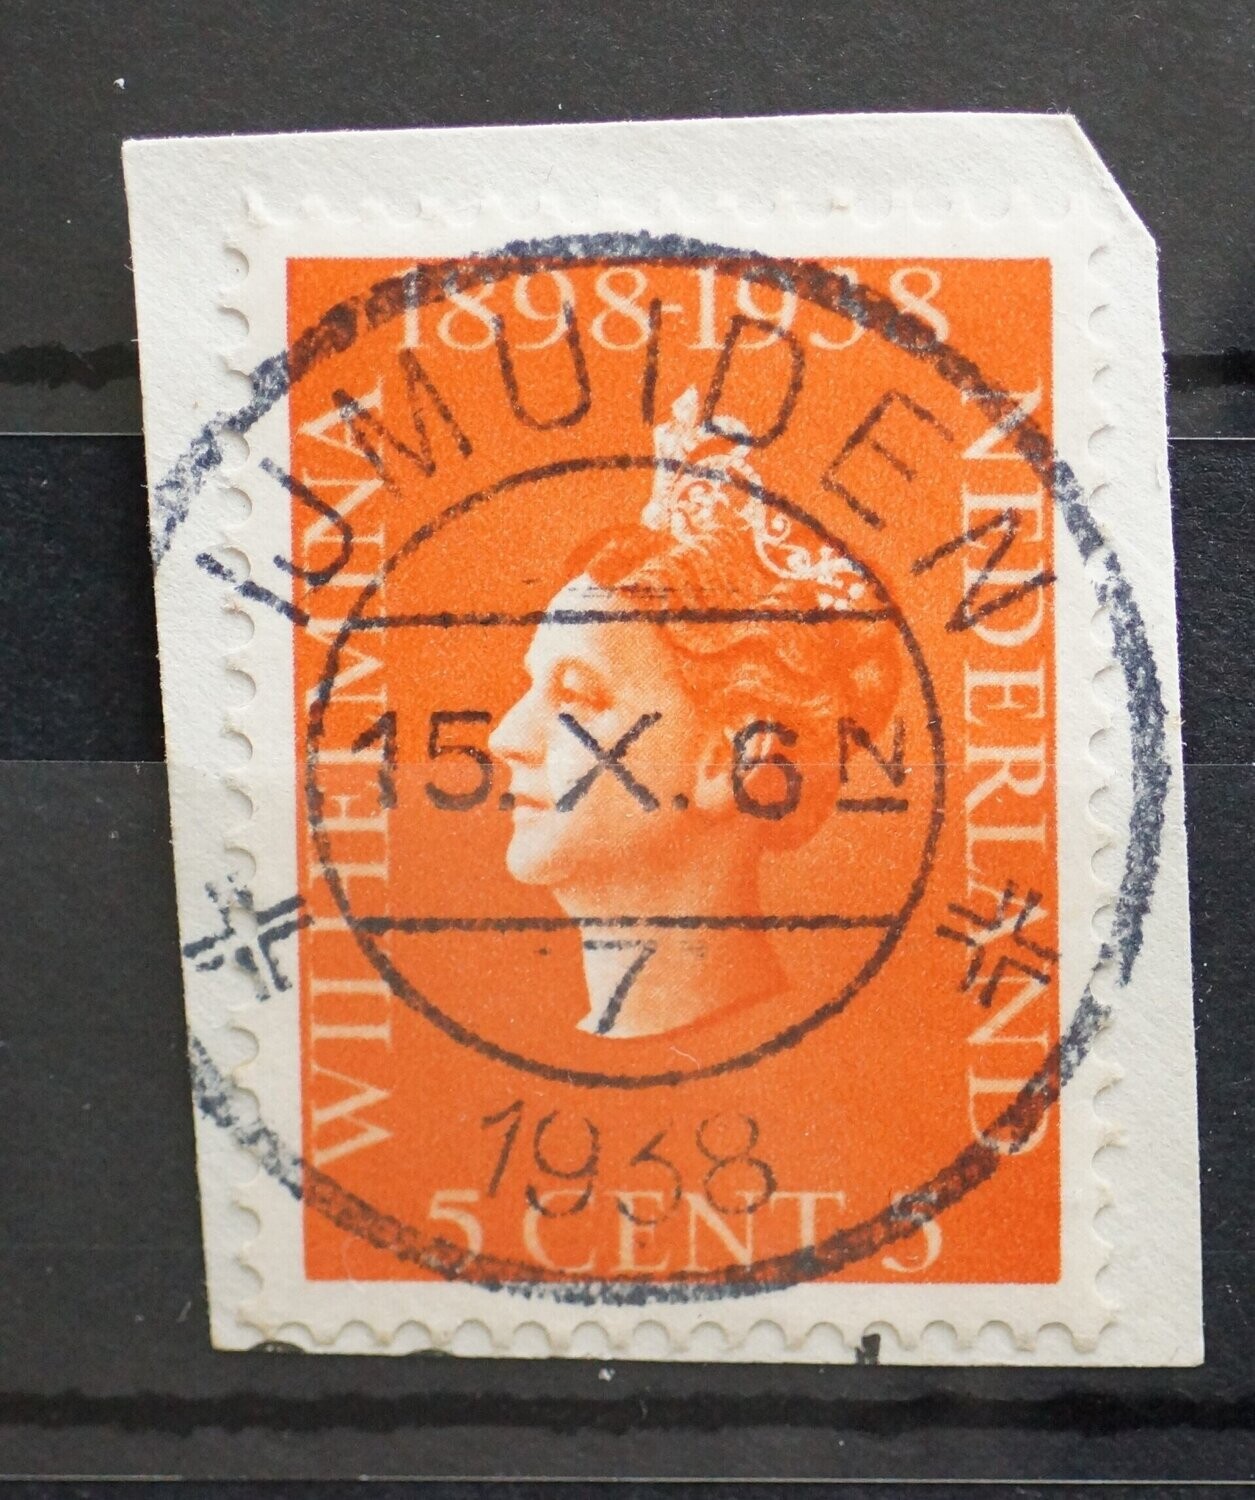 1898-1938
WILHELMINA
NEDERLAND
5 CENT 5
IJMUIDEN
15.X.6N
7
1938